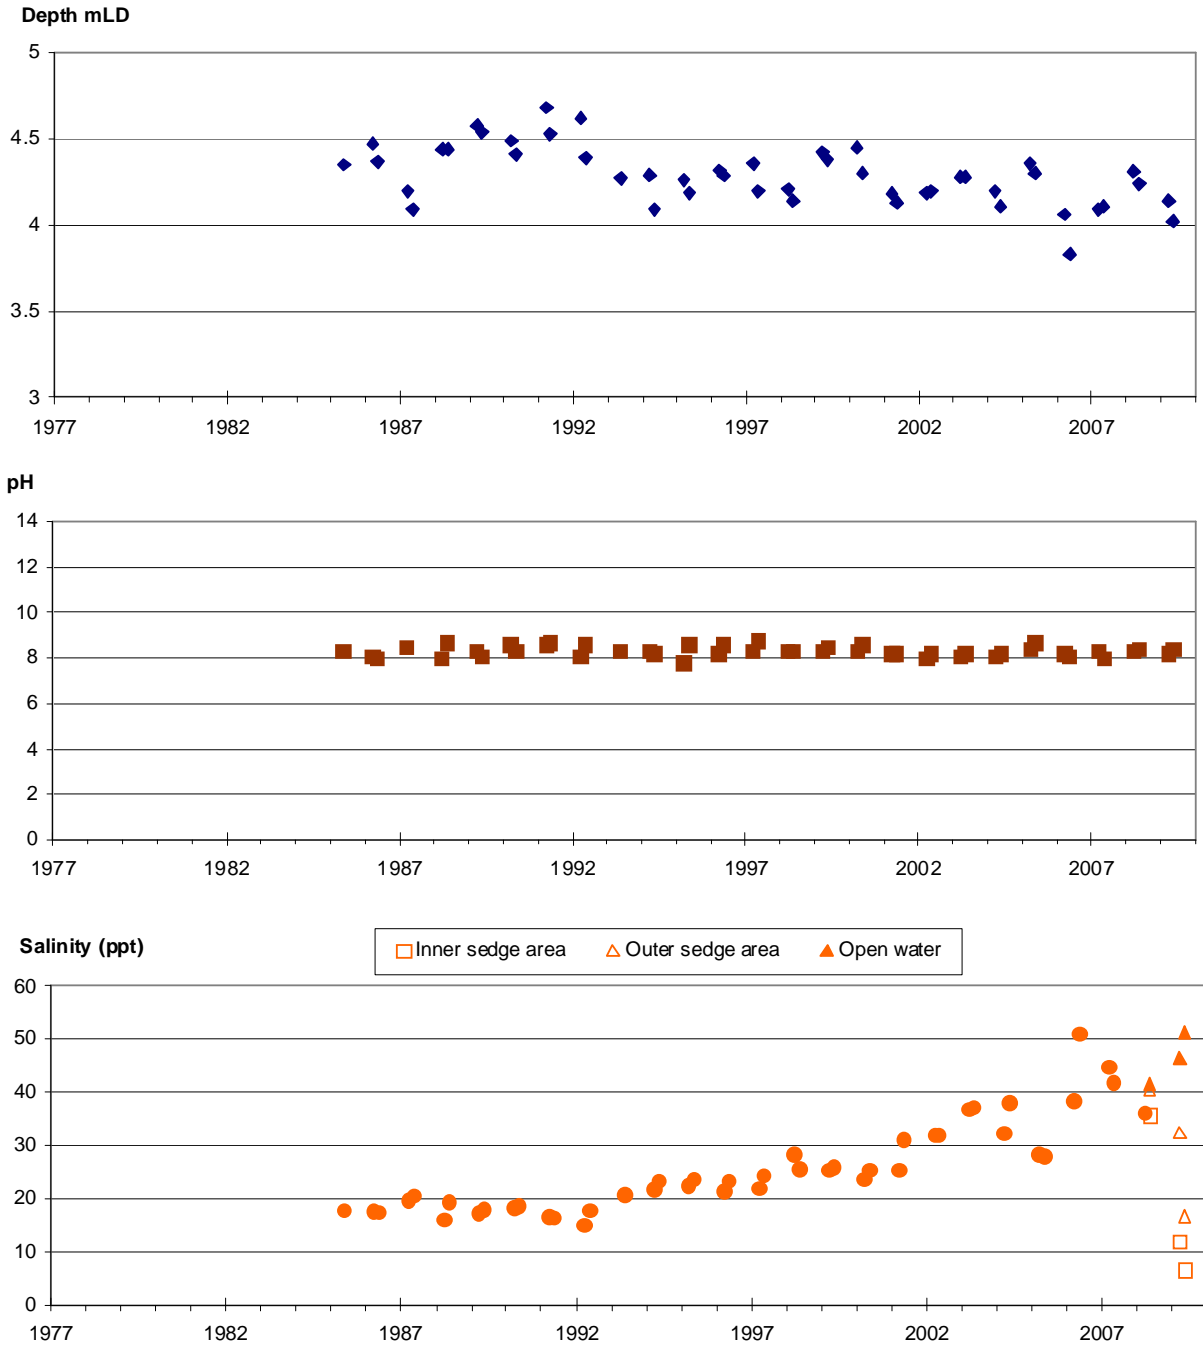 Depth mLD
5
4.5
4
3.5
3
1977 1982 1987 1992 1997 2002 2007
pH
14
12
10
8
6
4
2
0
1977 1982 1987 1992 1997 2002 2007
Salinity (ppt)
Inner sedge area Outer sedge area Open water
60
50
40
30
20
10
0
1977 1982 1987 1992 1997 2002 2007